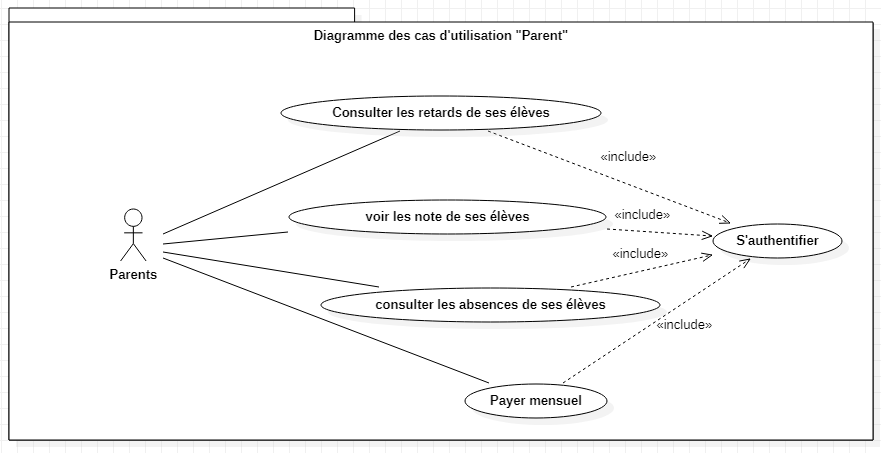 Diagramme des cas d'utilisation "Parent"
Consulter les retards de ses élèves
«include»
voir les note de ses élèves
«include»
S'authentifier
«include»
Parents
consulter les absences de ses élèves
«include»
Payer mensuel